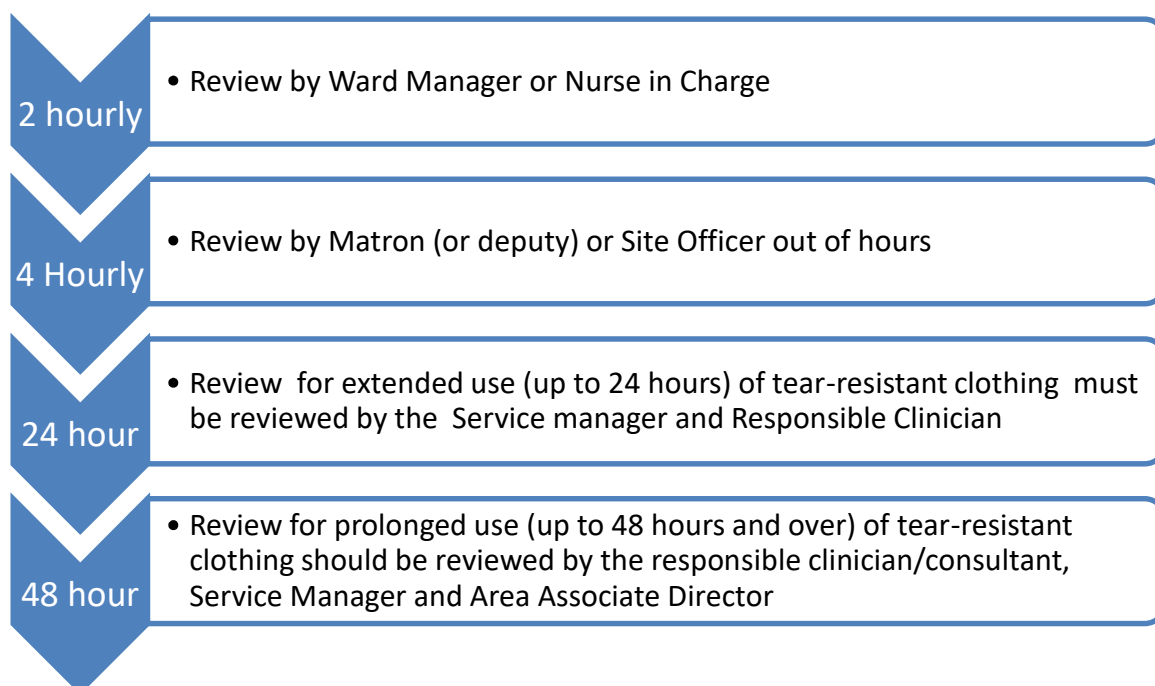 2 hourly
• Review by Ward Manager or Nurse in Charge
4 Hourly
• Review by Matron (or deputy) or Site Officer out of hours
24 hour
• Review  for extended use (up to 24 hours) of tear-resistant clothing  must
be reviewed by the  Service manager and Responsible Clinician
48 hour
• Review for prolonged use (up to 48 hours and over) of tear-resistant
clothing should be reviewed by the responsible clinician/consultant,
Service Manager and Area Associate Director